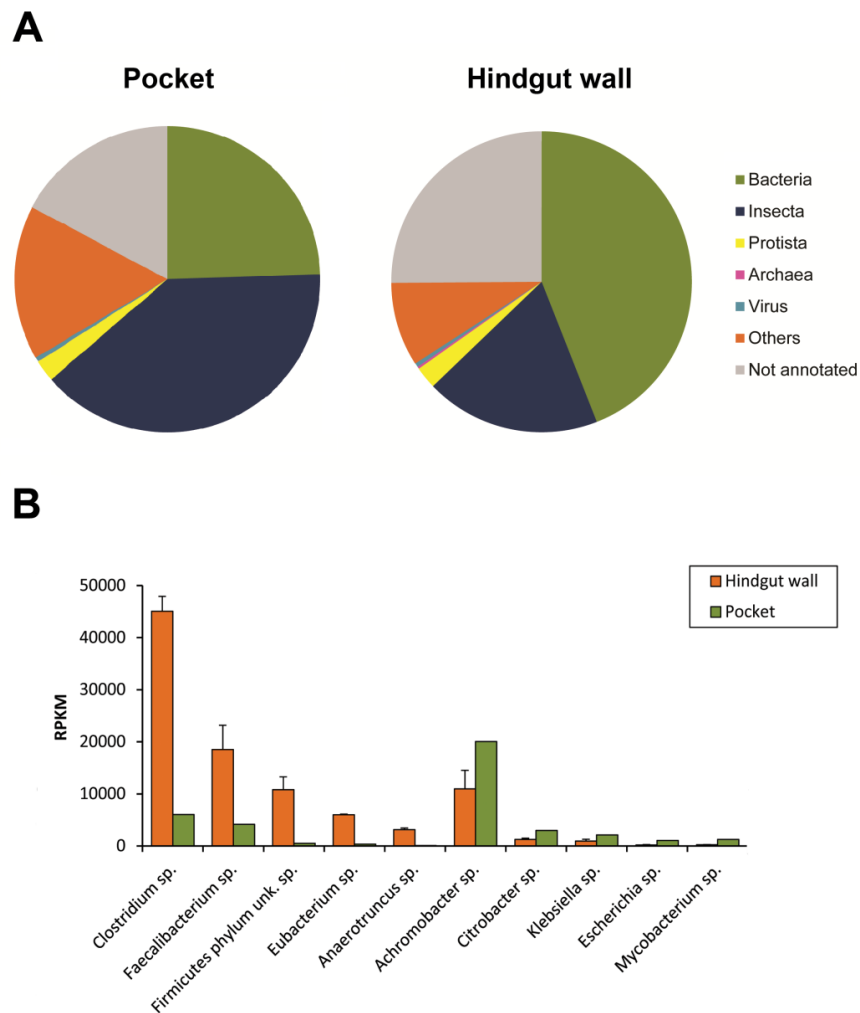 A
Pocket
Hindgut wall
Bacteria
Insecta
Protista
Archaea
Virus
Others
Not annotated
B
50000
40000
30000
20000
10000
0
RPKM
Hindgut wall
Pocket
Clostridium sp.
Faecalibacterium sp.
Firmicutes phylum unk. sp.
Eubacterium sp.
Anaerotruncus sp.
Achromobacter sp.
Citrobacter sp.
Klebsiella sp.
Escherichia sp.
Mycobacterium sp.